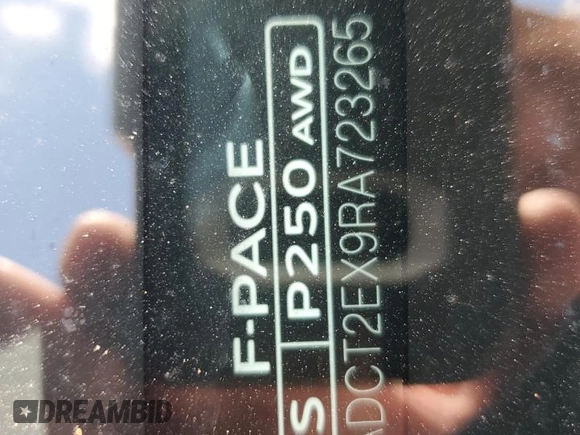 F-PACE
S | P250 AWD
ADCT2EX9RA723265
DREAMBID